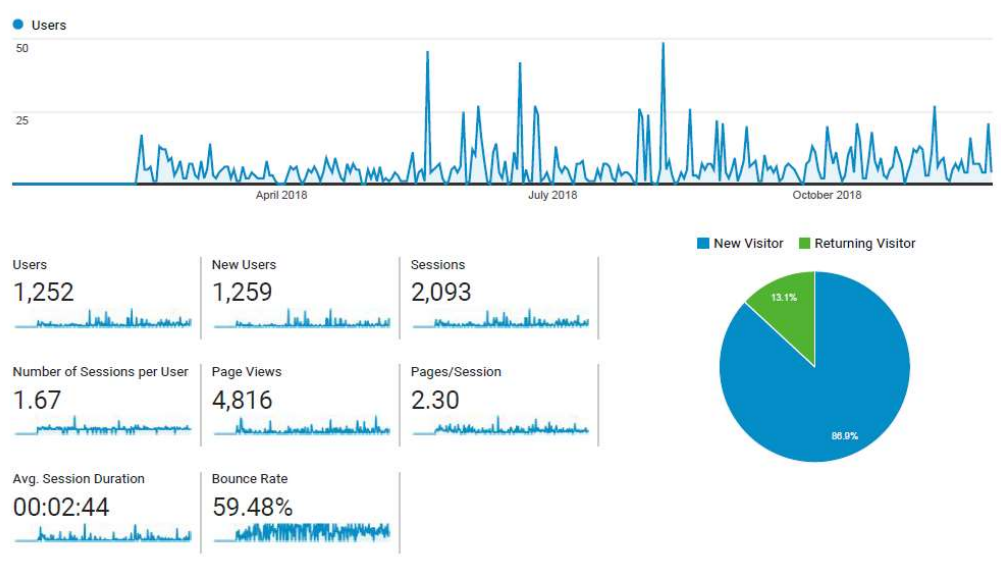 Users
50
25
April 2018 July 2018 October 2018
New Visitor Returning Visitor
Users New Users Sessions
1,252 1,259 2,093
Number of Sessions per User Page Views Pages/Session
1.67 4,816 2.30
Avg. Session Duration Bounce Rate
00:02:44 59.48%
13.1%
86.9%